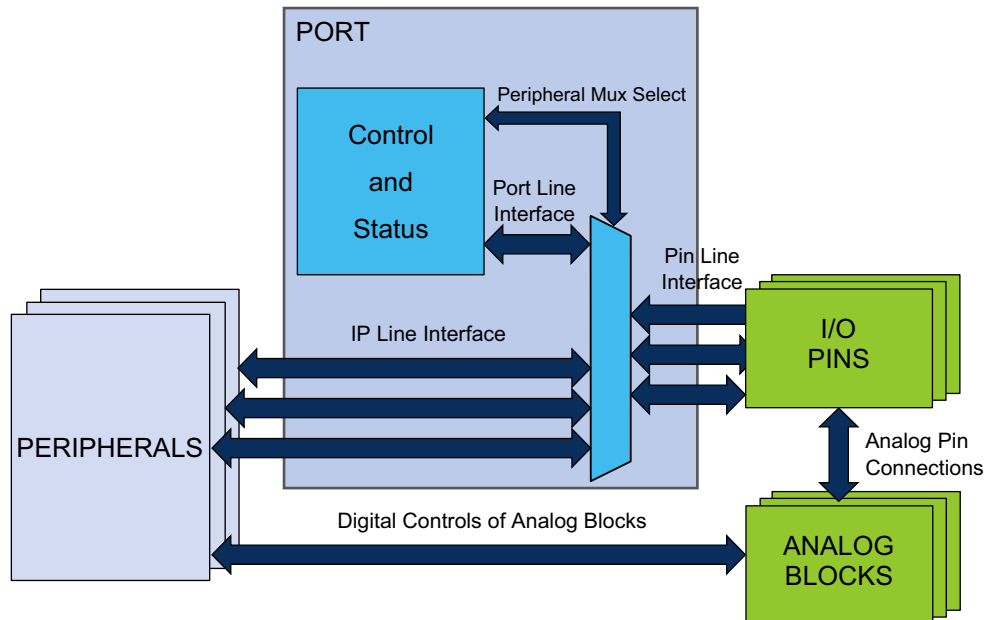 PORT
Peripheral Mux Select
Control
and
Status
Port Line
Interface
Pin Line
Interface
I/O
PINS
IP Line Interface
PERIPHERALS
Analog Pin
Connections
Digital Controls of Analog Blocks
ANALOG
BLOCKS